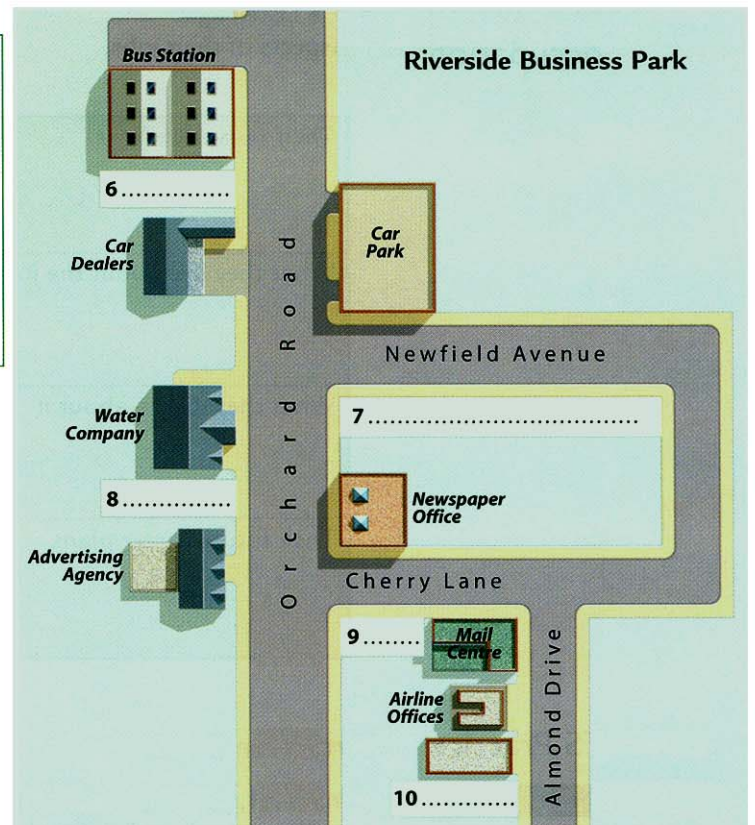 Riverside Business Park
Bus Station
6...............
Car
Dealers
Car
Park
Orchard Road
Newfield Avenue
Water
Company
7.....................................
8...............
Newspaper
Office
Advertising
Agency
Cherry Lane
9........
Mail
Centre
Airline
Offices
Almond Drive
10.............